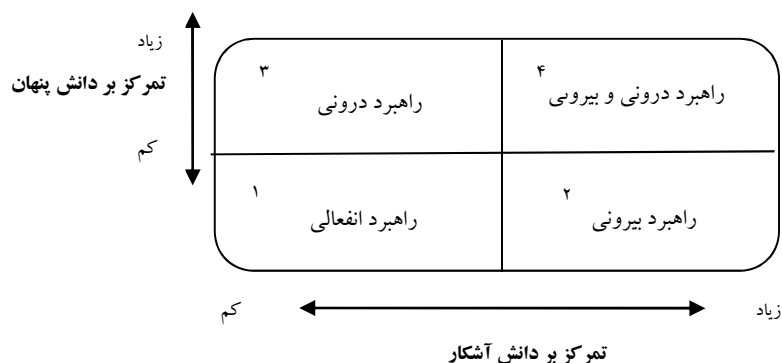 زیاد
تمرکز بر دانش پنهان
کم
۳
راهبرد درونی
۴
راهبرد درونی و بیرونی
۱
راهبرد انفعالی
۲
راهبرد بیرونی
کم
زیاد
تمرکز بر دانش آشکار